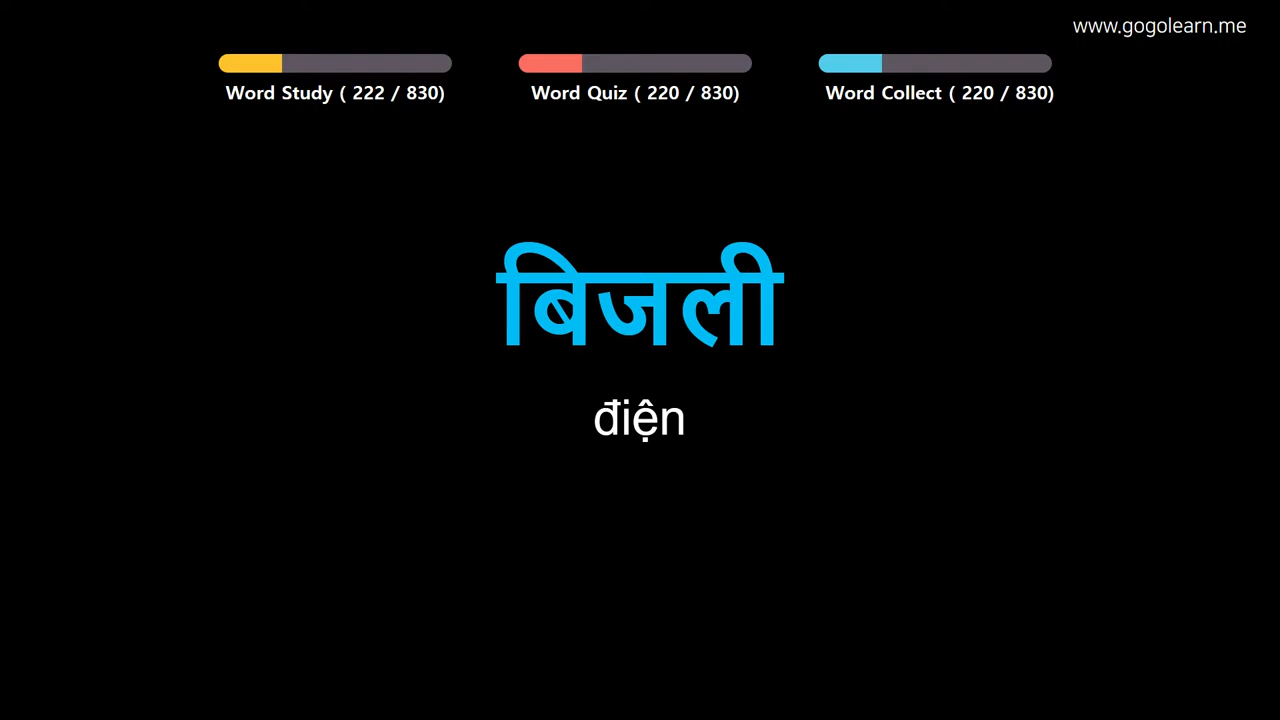 www.gogolearn.me
Word Study ( 222 / 830)
Word Quiz ( 220 / 830)
Word Collect ( 220 / 830)
बिजली
điện